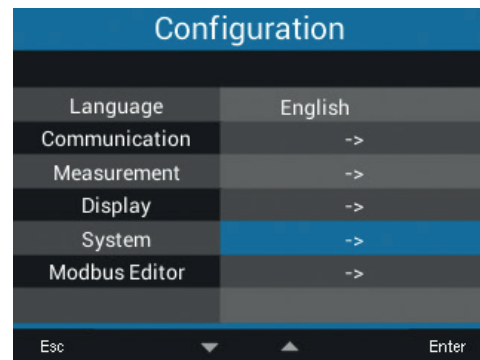 Configuration
Language English
Communication ->
Measurement ->
Display ->
System ->
Modbus Editor ->
Esc Enter